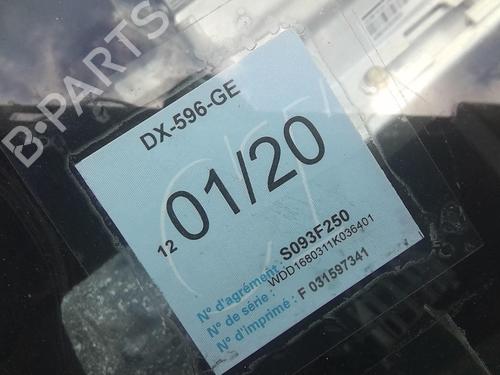 B-PARTS
DX-596-GE
12 01/20
N° d'agrément : S093F250
N° de série : WDD1680311K036401
N° d'imprimé : F 031597341